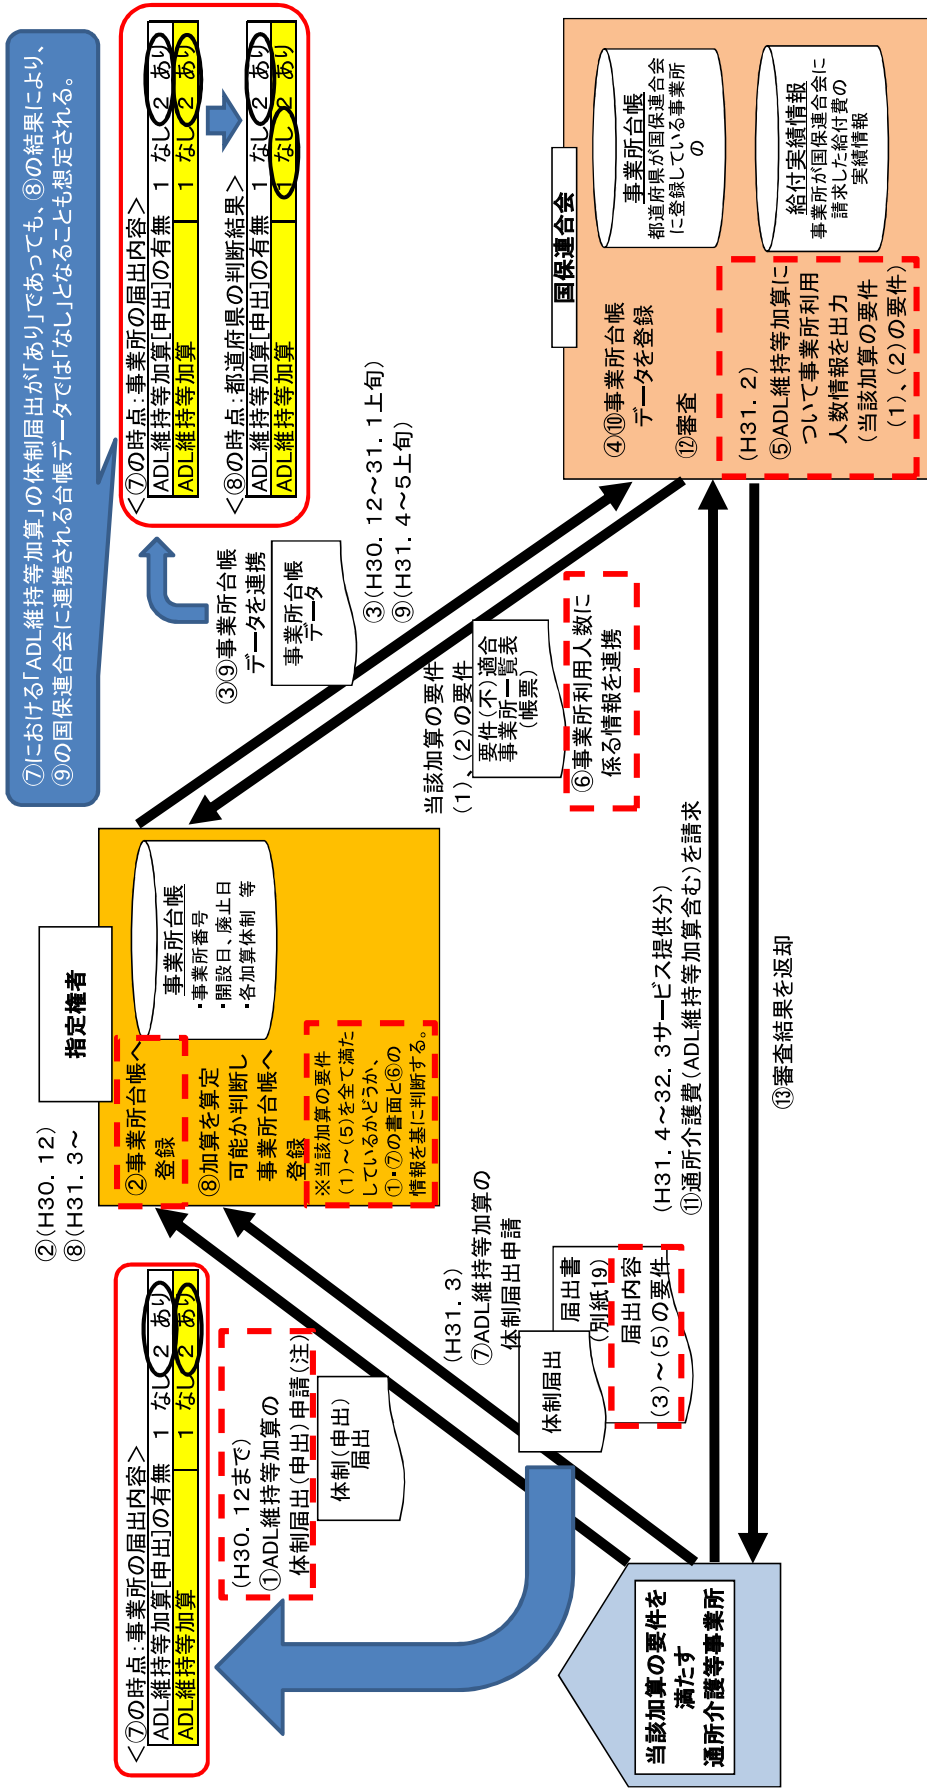 ⑦における「ADL維持等加算」の体制届出が「あり」であっても、⑧の結果により、
⑨の国保連合会に連携される台帳データでは「なし」となることも想定される。
＜⑦の時点：事業所の届出内容＞
ADL維持等加算[申出]の有無 1 なし 2 あり
ADL維持等加算 1 なし 2 あり
＜⑦の時点：事業所の届出内容＞
ADL維持等加算[申出]の有無 1 なし 2 あり
ADL維持等加算 1 なし 2 あり
＜⑧の時点：都道府県の判断結果＞
ADL維持等加算[申出]の有無 1 なし 2 あり
ADL維持等加算 1 なし 2 あり
②(H30．12)
⑧(H31．3～
指定権者
②事業所台帳へ
登録
⑧加算を算定
可能か判断し
事業所台帳へ
登録
※当該加算の要件
(1)～(5)を全て満た
しているかどうか、
①・⑦の書面と⑥の
情報を基に判断する。
事業所台帳
・事業所番号
・開設日、廃止日
・各加算体制 等
(H30．12まで)
①ADL維持等加算の
体制届出(申出)申請(注)
体制(申出)
届出
(H31．3)
⑦ADL維持等加算の
体制届出申請
体制届出
届出書
(別紙19)
届出内容
(3)～(5)の要件
③⑨事業所台帳
データを連携
事業所台帳
データ
③(H30．12～31．1上旬)
⑨(H31．4～5上旬)
当該加算の要件
(1)、(2)の要件
要件(不)適合
事業所一覧表
(帳票)
⑥事業所利用人数に
係る情報を連携
国保連合会
④⑩事業所台帳
データを登録
⑫審査
(H31．2)
⑤ADL維持等加算に
ついて事業所利用
人数情報を出力
(当該加算の要件
(1)、(2)の要件)
事業所台帳
都道府県が国保連合会
に登録している事業所
の
給付実績情報
事業所が国保連合会に
請求した給付費の
実績情報
(H31．4～32．3サービス提供分)
⑪通所介護費(ADL維持等加算含む)を請求
⑬審査結果を返却
当該加算の要件を
満たす
通所介護等事業所